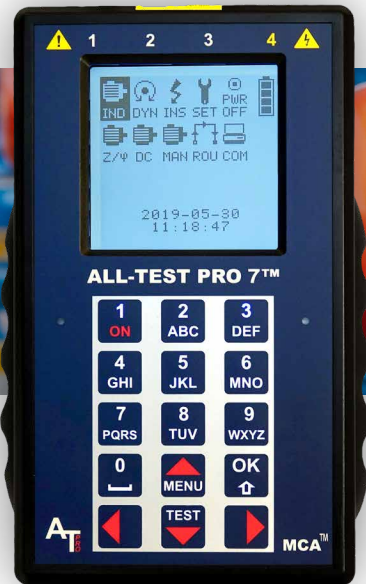 1 2 3 4
IND DYN INS SET PWR OFF
Z/φ DC MAN ROU COM
2019-05-30
11:18:47
ALL-TEST PRO 7™
1 2 3
ON ABC DEF
4 5 6
GHI JKL MNO
7 8 9
PQRS TUV WXYZ
0 OK
MENU
TEST
AT PRO MCA™